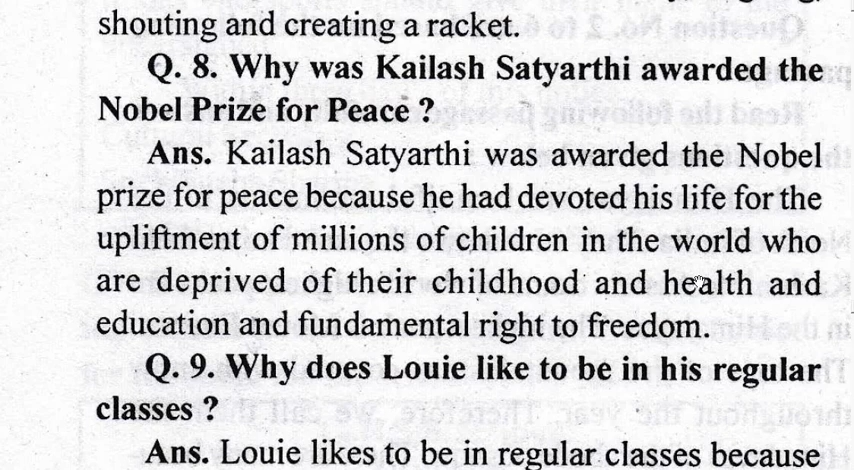 shouting and creating a racket.
Q. 8. Why was Kailash Satyarthi awarded the
Nobel Prize for Peace ?
Ans. Kailash Satyarthi was awarded the Nobel
prize for peace because he had devoted his life for the
upliftment of millions of children in the world who
are deprived of their childhood and health and
education and fundamental right to freedom.
Q. 9. Why does Louie like to be in his regular
classes ?
Ans. Louie likes to be in regular classes because